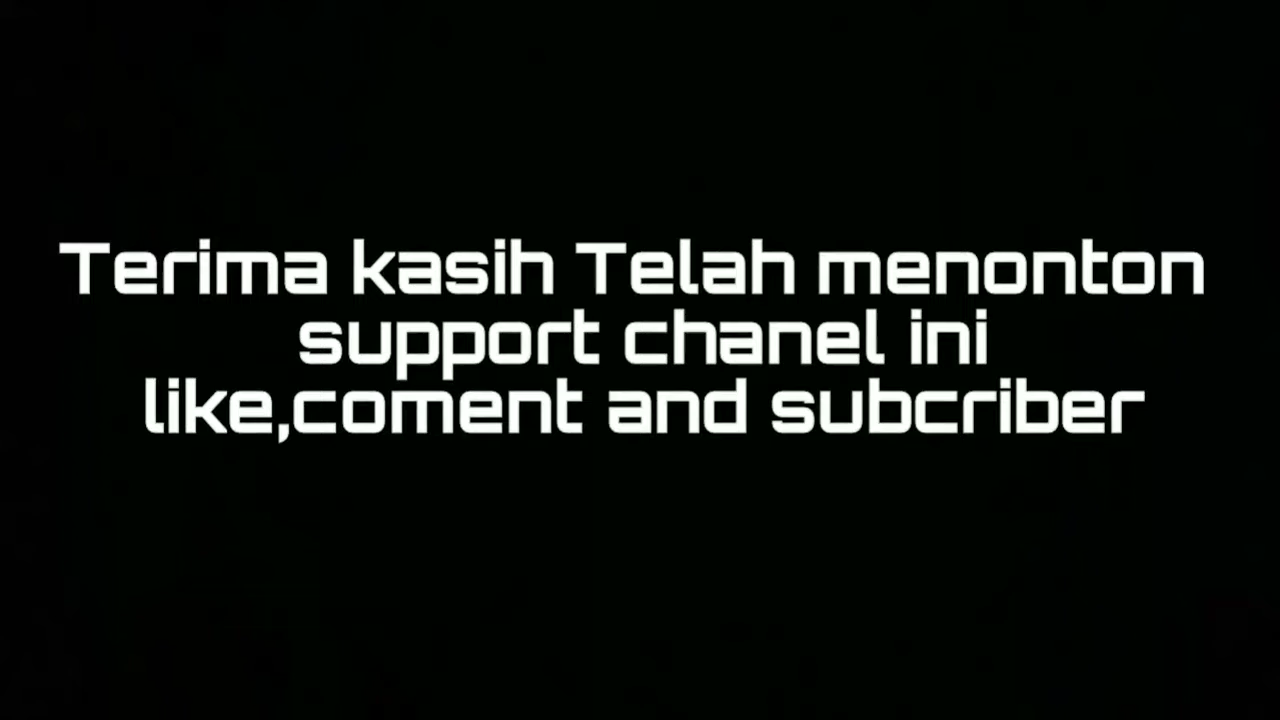 Terima kasih Telah menonton
support chanel ini
like,coment and subcriber